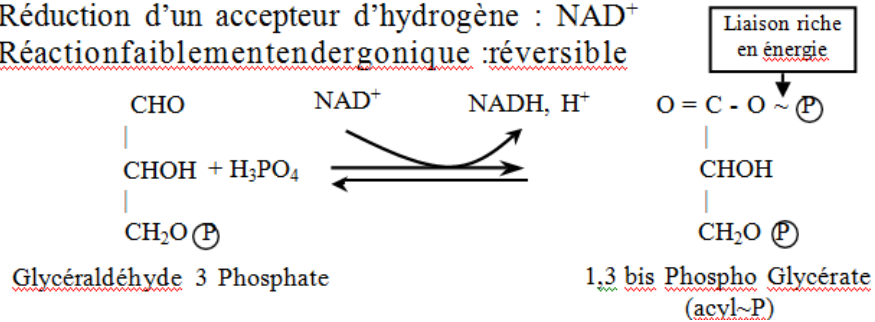 Réduction d'un accepteur d'hydrogène : NAD⁺
Réactionfaiblementendergonique :réversible
Liaison riche
en énergie
CHO
NAD⁺
NADH, H⁺
O = C - O ~ P
|
|
CHOH + H₃PO₄
CHOH
|
|
CH₂O P
CH₂O P
Glycéraldéhyde 3 Phosphate
1,3 bis Phospho Glycérate
(acyl~P)